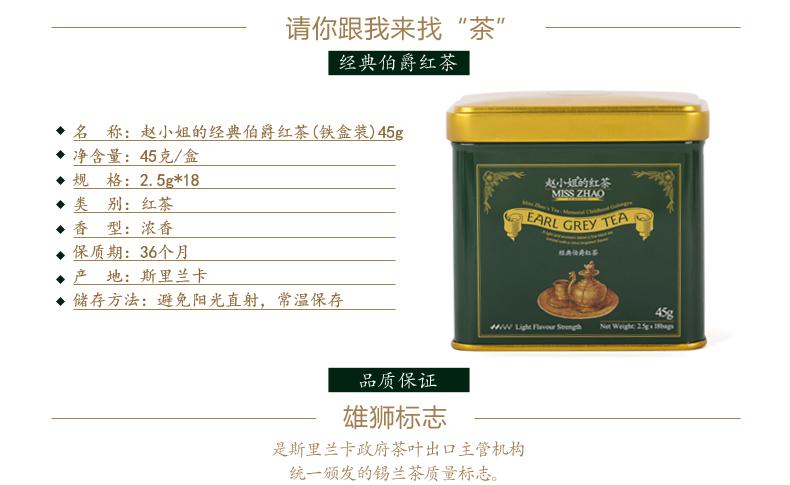 请你跟我来找“茶”
经典伯爵红茶
◆ 名 称：赵小姐的经典伯爵红茶(铁盒装)45g
◆ 净含量：45克/盒
◆ 规 格：2.5g*18
◆ 类 别：红茶
◆ 香 型：浓香
◆ 保质期：36个月
◆ 产 地：斯里兰卡
◆ 储存方法：避免阳光直射，常温保存
赵小姐的红茶
MISS ZHAO
Miss Zhao's Tea · Memorial Childhood Gulangyu
EARL GREY TEA
经典伯爵红茶
45g
Light Flavour Strength
Net Weight: 2.5g x 18bags
品质保证
雄狮标志
是斯里兰卡政府茶叶出口主管机构
统一颁发的锡兰茶质量标志。